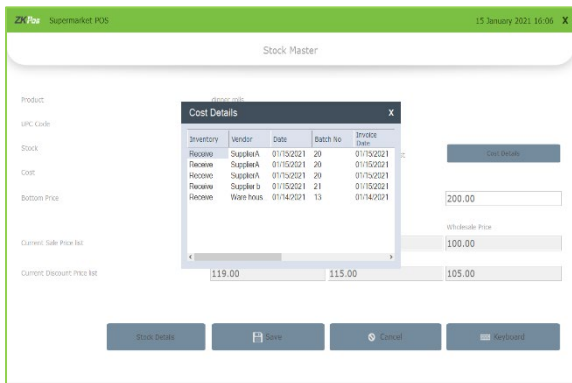 ZKPos Supermarket POS 15 January 2021 16:06 X
Stock Master
Product
UPC Code
Cost Details X
Inventory Vendor Date Batch No Invoice Date
Receive SupplierA 01/15/2021 20 01/15/2021
Receive SupplierA 01/15/2021 20 01/15/2021
Receive SupplierA 01/15/2021 20 01/15/2021
Receive Supplier b 01/15/2021 21 01/15/2021
Receive Ware hous... 01/14/2021 13 01/14/2021
Stock Cost Details
Cost
Bottom Price 200.00
Wholesale Price
Current Sale Price list 100.00
Current Discount Price list 119.00 115.00 105.00
Stock Details Save Cancel Keyboard